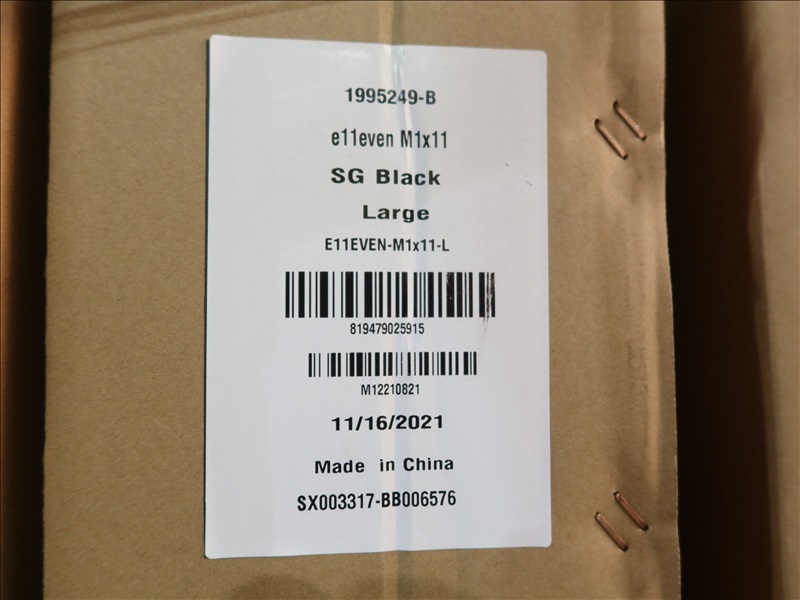 1995249-B
e11even M1x11
SG Black
Large
E11EVEN-M1x11-L
819479025915
M12210821
11/16/2021
Made in China
SX003317-BB006576